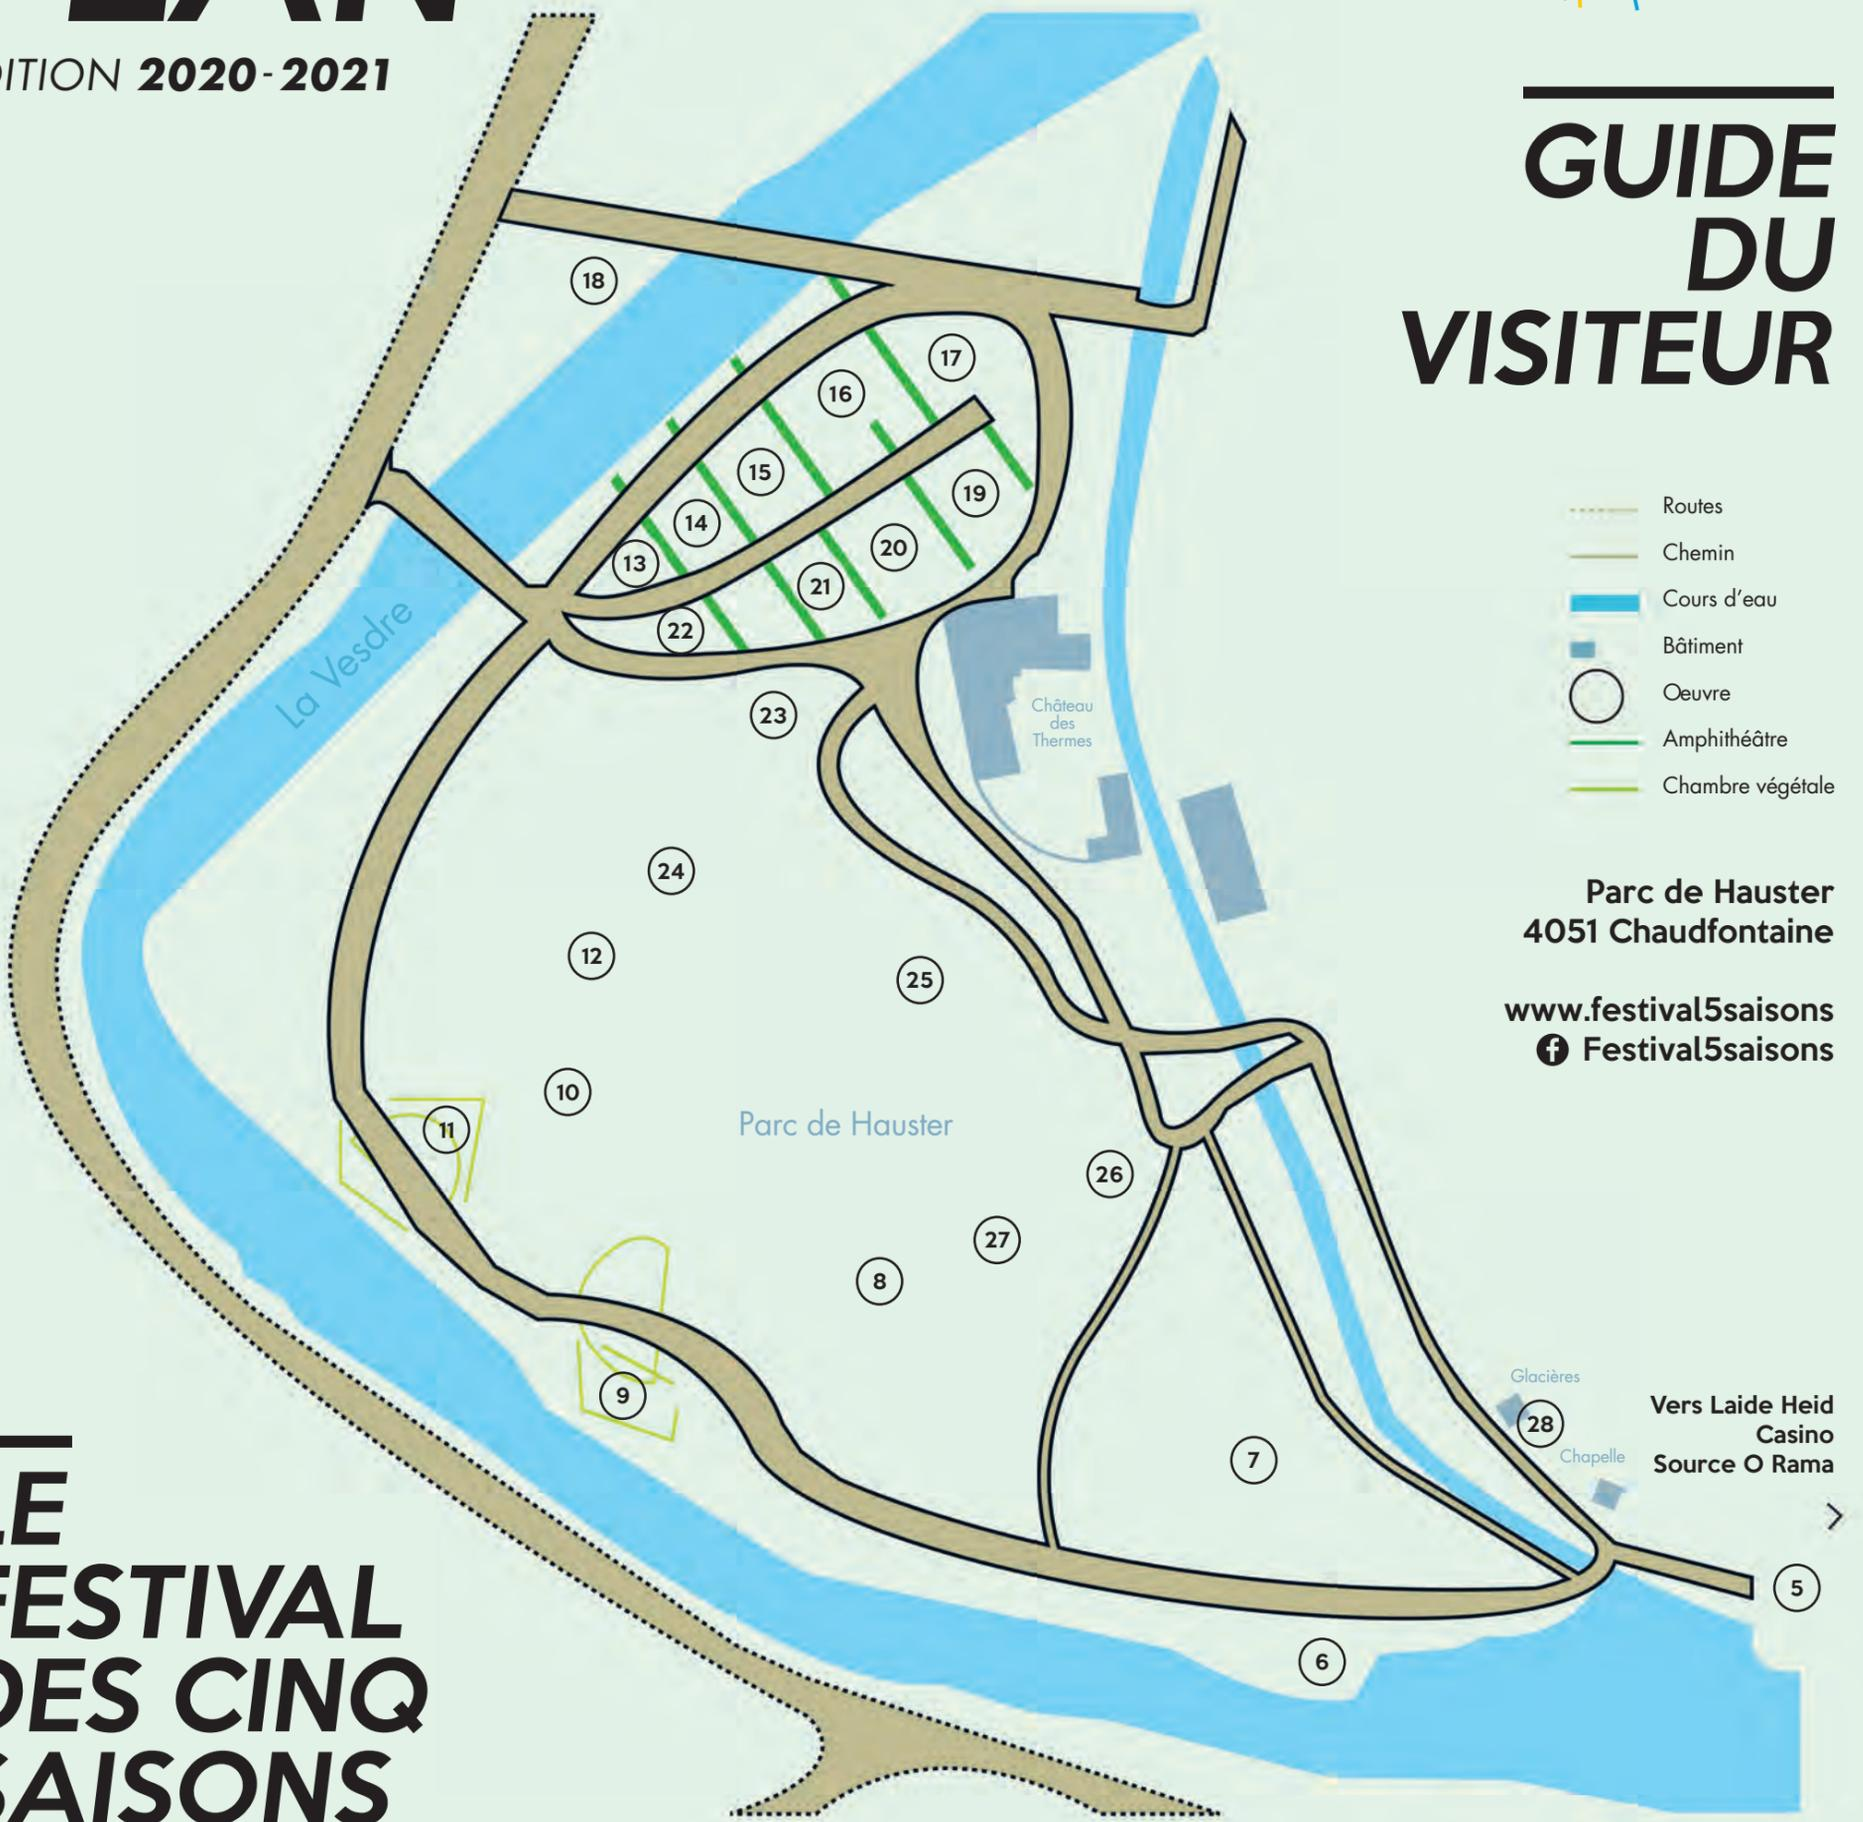 DITION 2020-2021
GUIDE
DU
VISITEUR
Routes
Chemin
Cours d'eau
Bâtiment
Oeuvre
Amphithéâtre
Chambre végétale
Parc de Hauster
4051 Chaudfontaine
www.festival5saisons
Festival5saisons
18
17
16
15
19
14
20
13
21
22
La Vesdre
Château
des
Thermes
23
24
12
25
10
11
Parc de Hauster
26
27
8
9
7
Glacières
28
Chapelle
Vers Laide Heid
Casino
Source O Rama
5
6
LE
FESTIVAL
DES CINQ
SAISONS